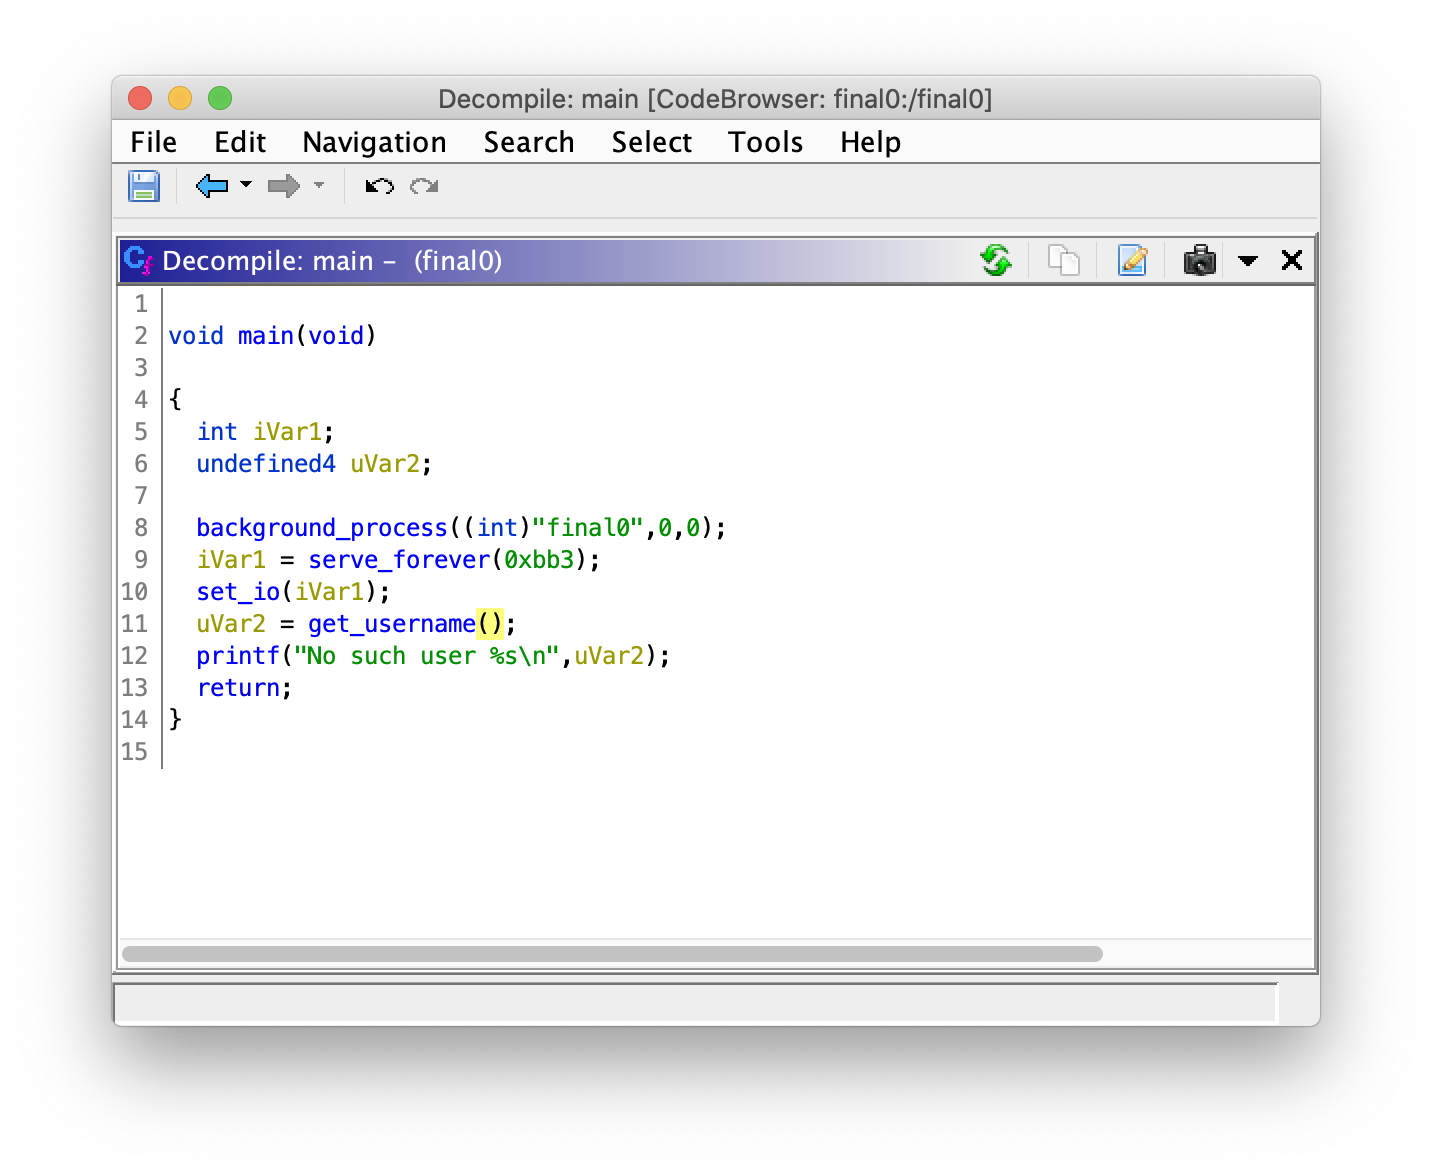 Decompile: main [CodeBrowser: final0:/final0]
File Edit Navigation Search Select Tools Help
Decompile: main – (final0)
1
2 void main(void)
3
4 {
5 int iVar1;
6 undefined4 uVar2;
7
8 background_process((int)"final0",0,0);
9 iVar1 = serve_forever(0xbb3);
10 set_io(iVar1);
11 uVar2 = get_username();
12 printf("No such user %s\n",uVar2);
13 return;
14 }
15